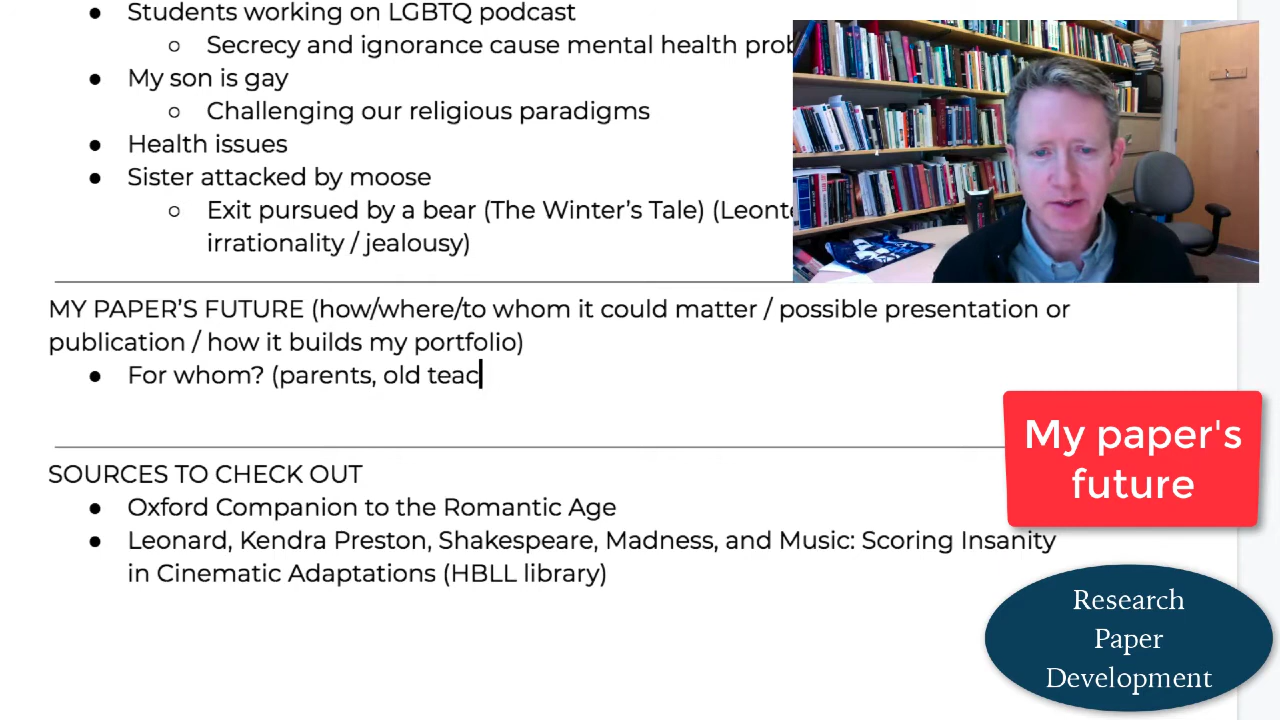 Students working on LGBTQ podcast
Secrecy and ignorance cause mental health
My son is gay
Challenging our religious paradigms
Health issues
Sister attacked by moose
Exit pursued by a bear (The Winter's Tale)
irrationality / jealousy)
MY PAPER'S FUTURE (how/where/to whom it could matter / possible presentation or
publication / how it builds my portfolio)
For whom? (parents, old teac
SOURCES TO CHECK OUT
Oxford Companion to the Romantic Age
Leonard, Kendra Preston, Shakespeare, Madness, and Music: Scoring Insanity
in Cinematic Adaptations (HBLL library)
My paper's
future
Research
Paper
Development